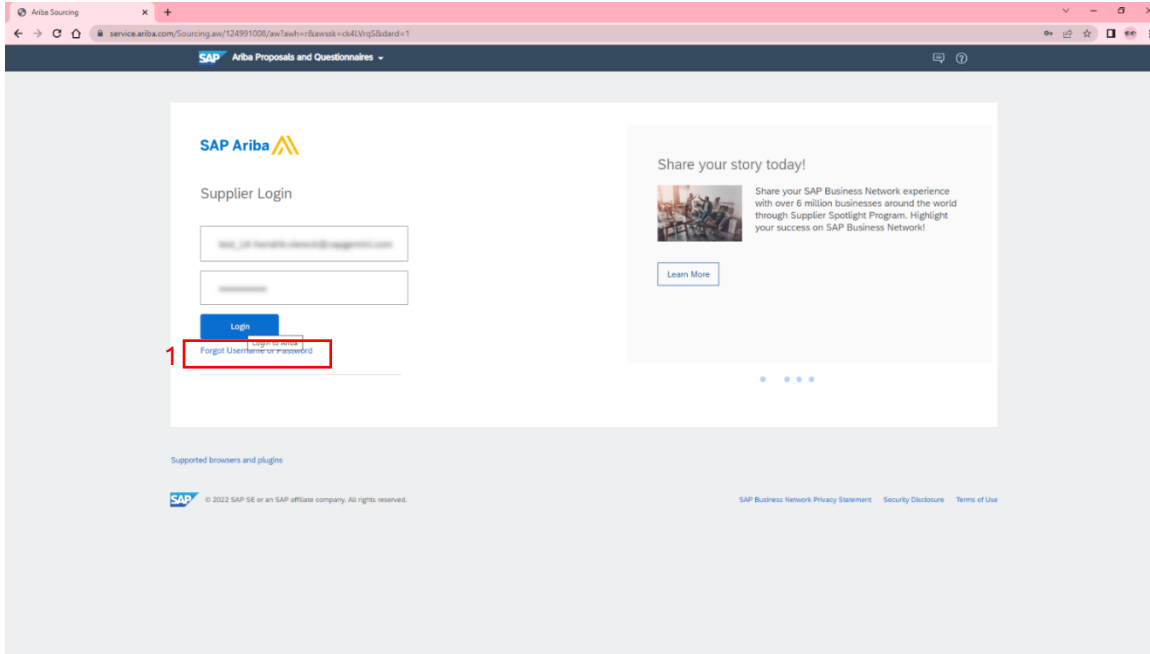 Ariba Sourcing
service.ariba.com/Sourcing.aw/124991008/aw?awh=r&awssk=ck4LVrqS&dard=1
SAP Ariba Proposals and Questionnaires
SAP Ariba
Supplier Login
Login
Login to Ariba
1 Forgot Username or Password
Share your story today!
Share your SAP Business Network experience
with over 6 million businesses around the world
through Supplier Spotlight Program. Highlight
your success on SAP Business Network!
Learn More
Supported browsers and plugins
SAP © 2022 SAP SE or an SAP affiliate company. All rights reserved.
SAP Business Network Privacy Statement Security Disclosure Terms of Use